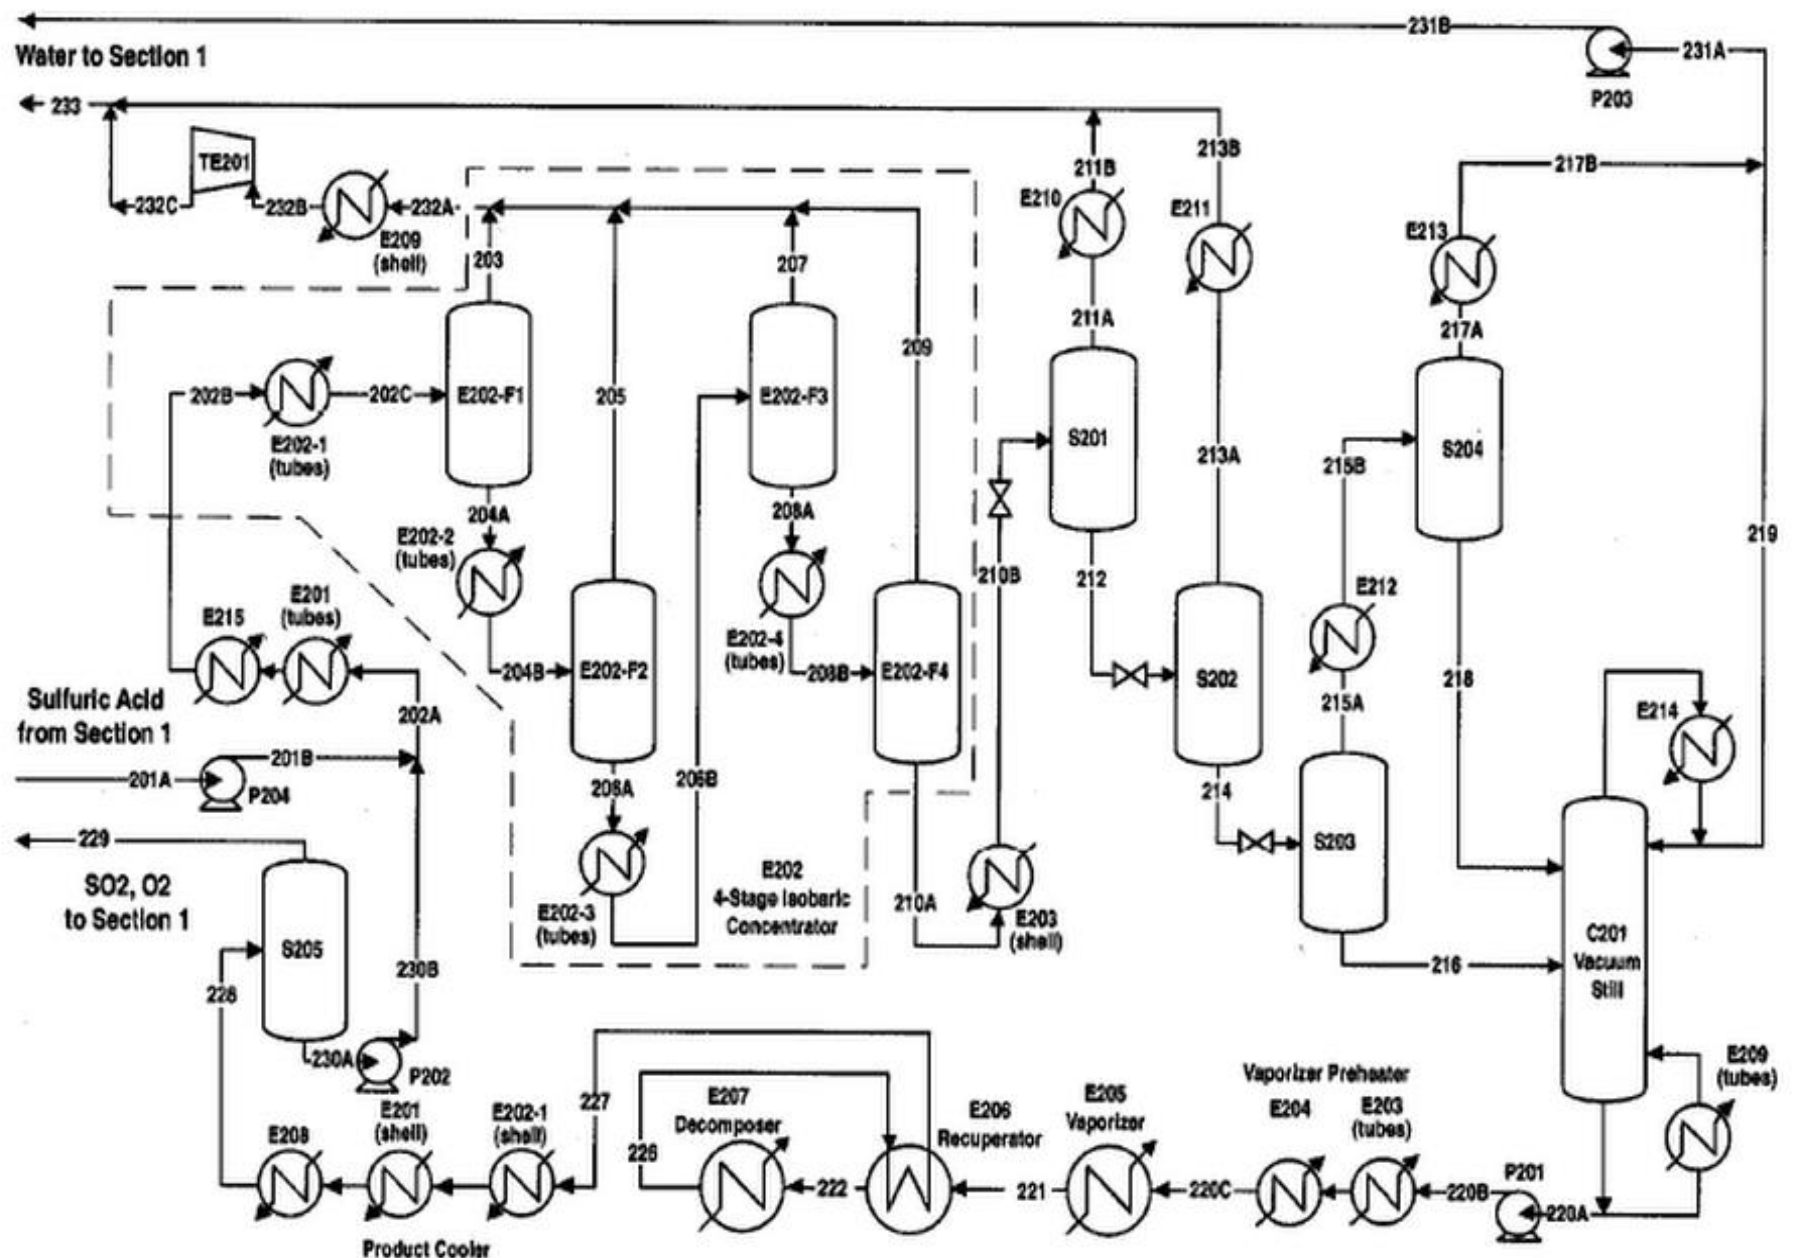 231B
Water to Section 1
231A
P203
233
TE201
232C
232B
232A
E209
(shell)
203
207
205
209
E210
211B
211A
213B
E211
213A
217B
E213
217A
202B
E202-1
(tubes)
202C
E202-F1
E202-F3
S201
S204
215B
204A
E202-2
(tubes)
208A
E202-4
(tubes)
210B
212
E212
219
E215
E201
(tubes)
204B
E202-F2
208B
E202-F4
S202
215A
218
Sulfuric Acid
from Section 1
202A
201B
201A
P204
206A
206B
214
E214
229
SO2, O2
to Section 1
S203
E202
4-Stage Isobaric
Concentrator
E202-3
(tubes)
210A
E203
(shell)
S205
230B
228
216
C201
Vacuum
Still
230A
P202
227
E207
Decomposer
E206
Recuperator
E205
Vaporizer
Vaporizer Preheater
E204
E203
(tubes)
E209
(tubes)
E208
E201
(shell)
E202-1
(shell)
226
222
221
220C
220B
P201
220A
Product Cooler